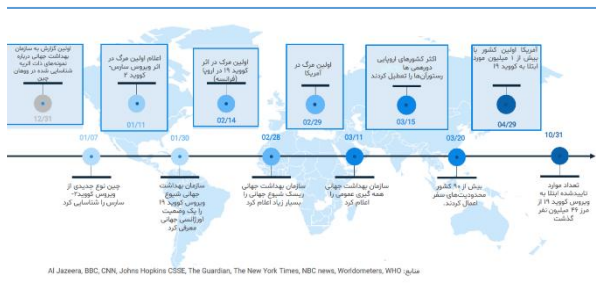 اولین گزارش به سازمان
بهداشت جهانی درباره
نمونه‌های ذات الریه
شناسایی شده در ووهان
چین
12/31
اعلام اولین مرگ در
اثر ویروس سارس-
کووید ۲
01/11
اولین مرگ در اثر
کووید ۱۹ در اروپا
(فرانسه)
02/14
اولین مرگ در
آمریکا
02/29
اکثر کشورهای اروپایی
دورهمی ها
رستوران‌ها را تعطیل کردند
03/15
آمریکا اولین کشور با
بیش از ۱ میلیون مورد
ابتلا به کووید ۱۹
04/29
01/07
چین نوع جدیدی از
ویروس کووید۲-
سارس را شناسایی کرد
01/30
سازمان بهداشت
جهانی شیوع
ویروس کووید ۱۹
را یک وضعیت
اورژانسی جهانی
معرفی کرد
02/28
سازمان بهداشت جهانی
ریسک شیوع جهانی را
بسیار زیاد اعلام کرد
03/11
سازمان بهداشت جهانی
همه گیری عمومی را
اعلام کرد
03/20
بیش از ۹۰ کشور
محدودیت‌های سفر
اعمال کردند.
10/31
تعداد موارد
تاییدشده ابتلا به
ویروس کووید ۱۹ از
مرز ۴۶ میلیون نفر
گذشت
منابع: Al Jazeera, BBC, CNN, Johns Hopkins CSSE, The Guardian, The New York Times, NBC news, Worldometers, WHO